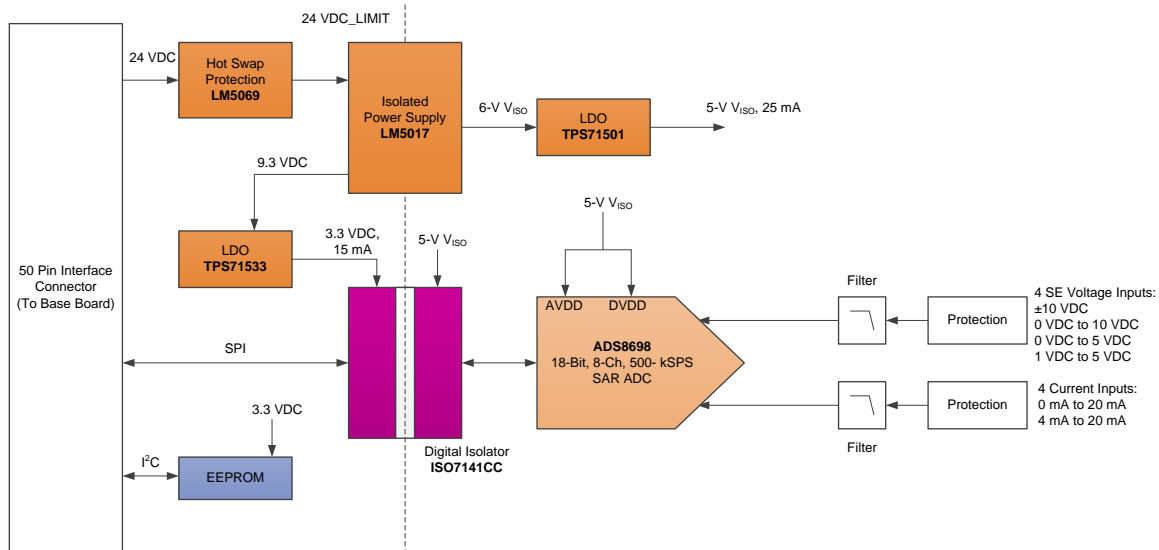 24 VDC_LIMIT
24 VDC
Hot Swap
Protection
LM5069
Isolated
Power Supply
LM5017
6-V VISO
LDO
TPS71501
5-V VISO, 25 mA
9.3 VDC
LDO
TPS71533
3.3 VDC,
15 mA
5-V VISO
5-V VISO
50 Pin Interface
Connector
(To Base Board)
AVDD
DVDD
ADS8698
18-Bit, 8-Ch, 500- kSPS
SAR ADC
Filter
Protection
4 SE Voltage Inputs:
±10 VDC
0 VDC to 10 VDC
0 VDC to 5 VDC
1 VDC to 5 VDC
SPI
Filter
Protection
4 Current Inputs:
0 mA to 20 mA
4 mA to 20 mA
3.3 VDC
Digital Isolator
ISO7141CC
I2C
EEPROM